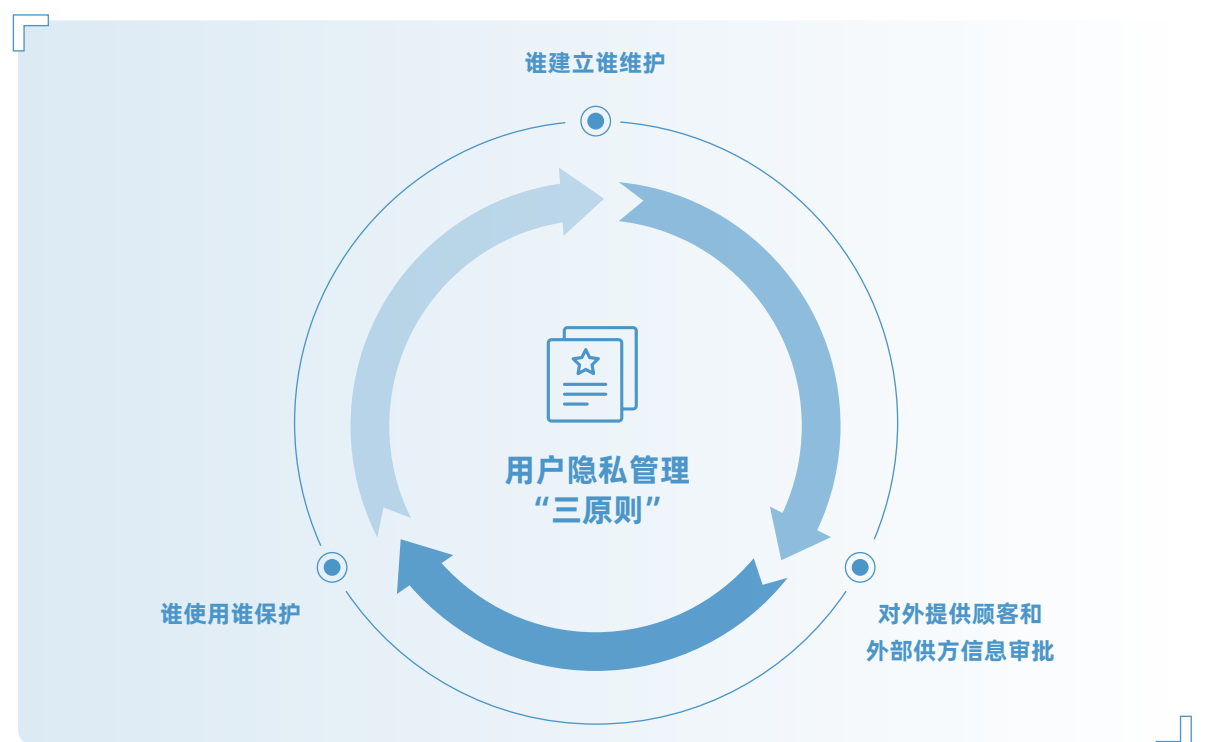 谁建立谁维护
用户隐私管理
“三原则”
谁使用谁保护
对外提供顾客和
外部供方信息审批